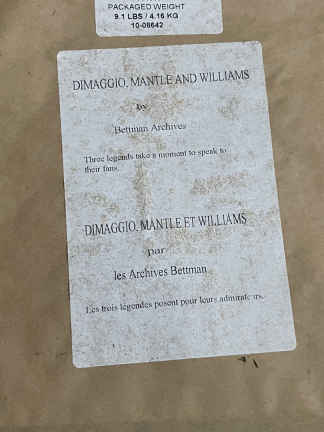 PACKAGED WEIGHT
9.1 LBS / 4.16 KG
10-08642
DIMAGGIO, MANTLE AND WILLIAMS
by
Bettman Archives
Three legends take a moment to speak to
their fans.
DIMAGGIO, MANTLE ET WILLIAMS
par
les Archives Bettman
Les trois légendes posent pour leurs admirateurs.